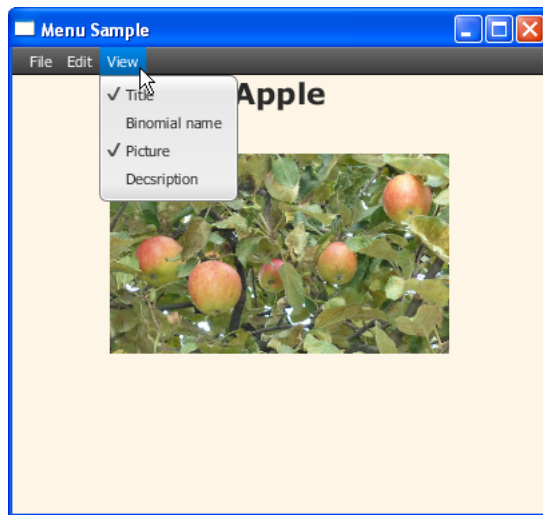 Menu Sample
File Edit View
Title
Apple
Binomial name
Picture
Decsription